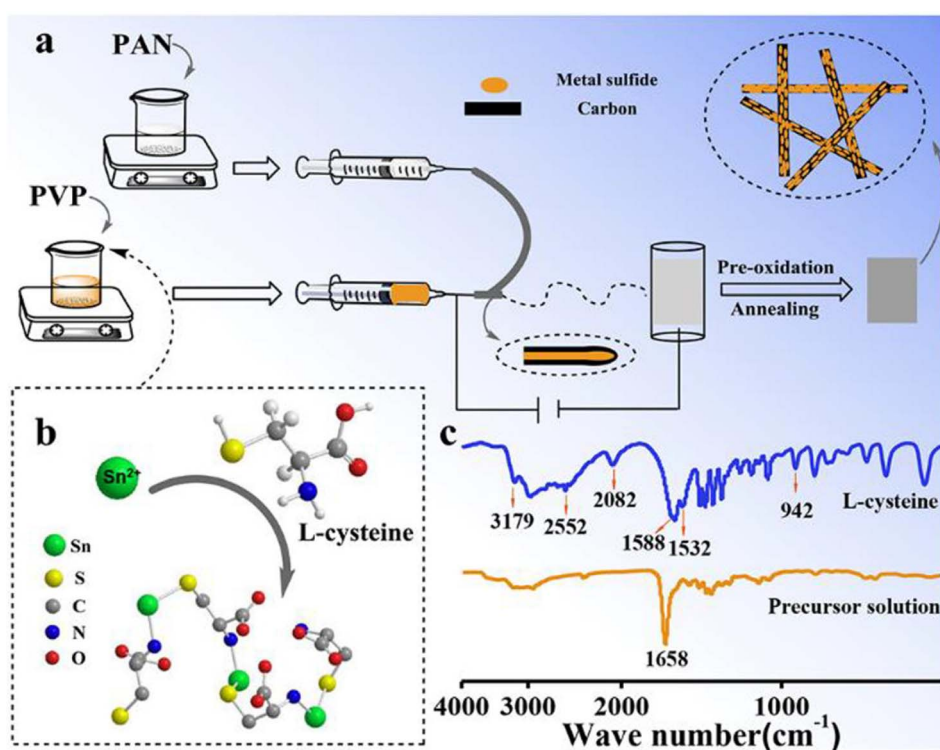 a
PAN
PVP
Metal sulfide
Carbon
Pre-oxidation
Annealing
b
Sn²⁺
L-cysteine
Sn
S
C
N
O
c
3179
2552
2082
1588
1532
942
L-cysteine
Precursor solution
1658
4000 3000 2000 1000
Wave number(cm⁻¹)